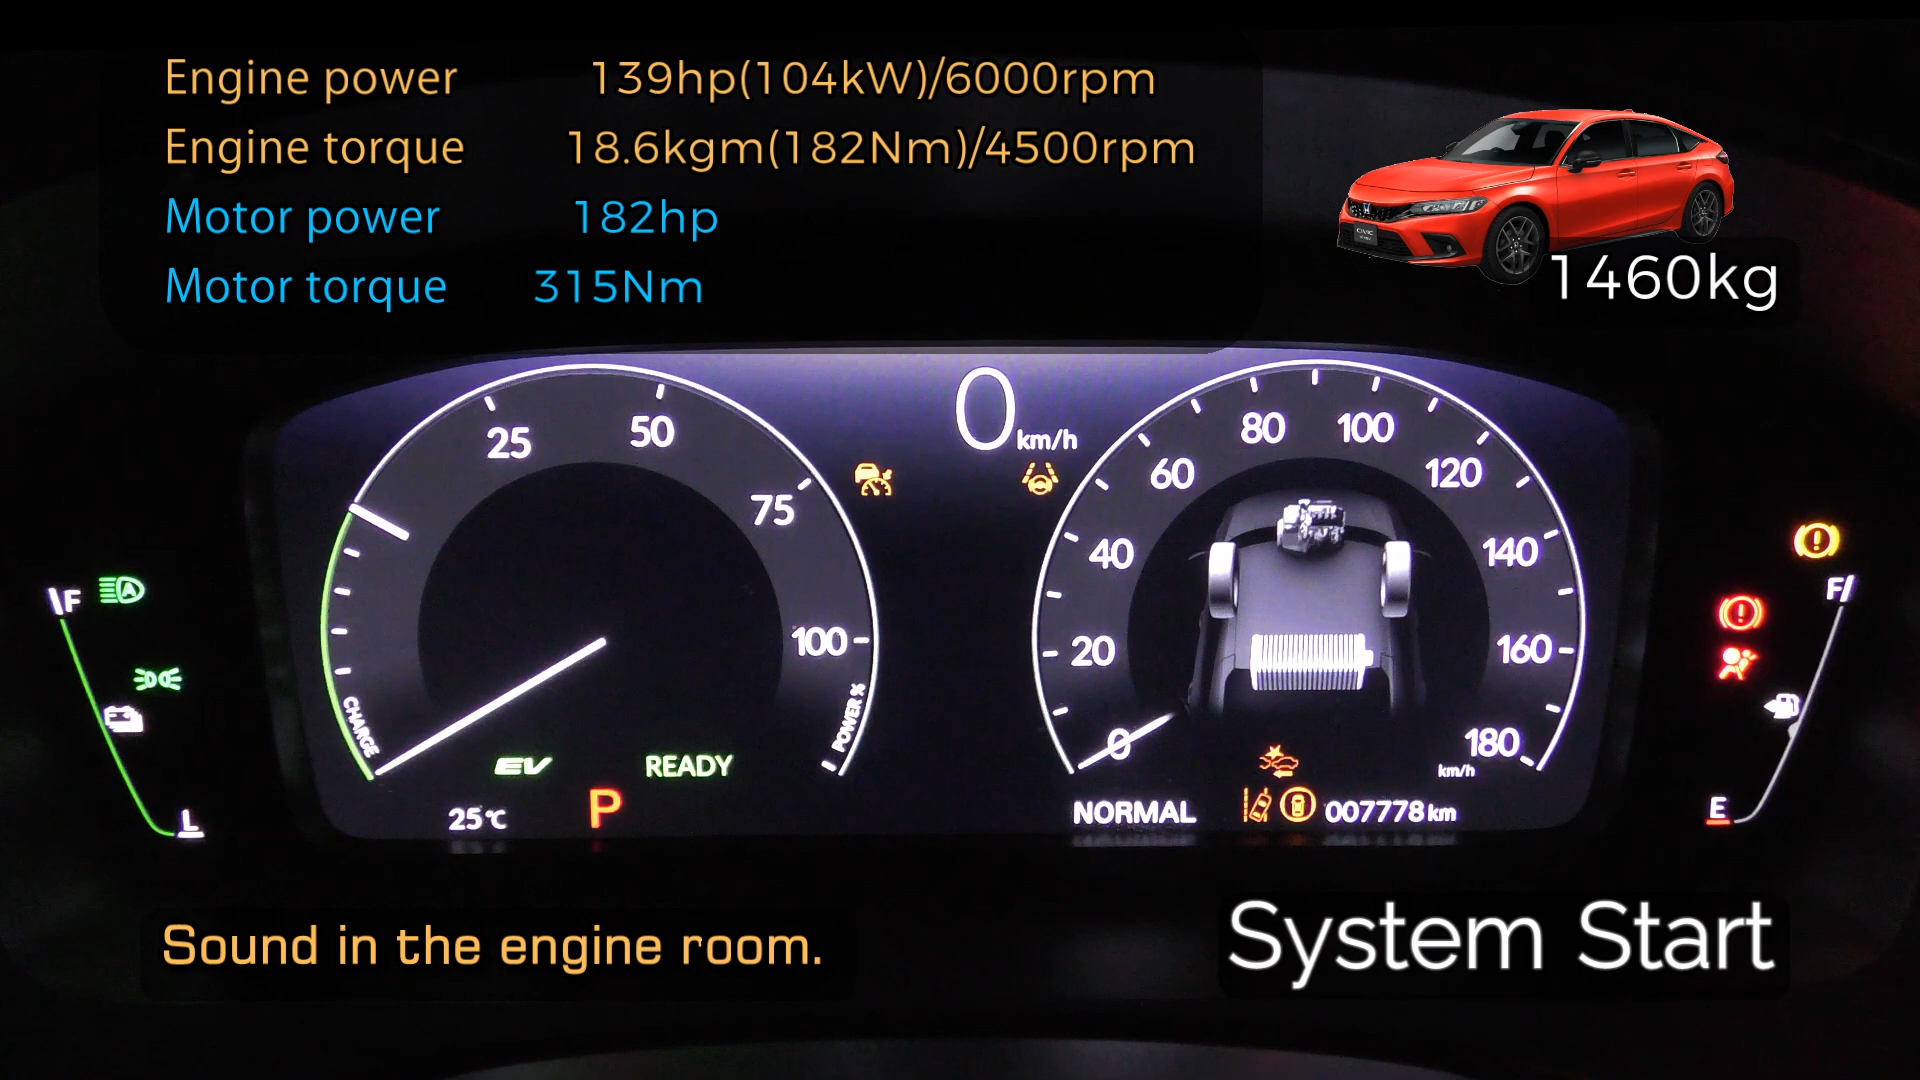 Engine power 139hp(104kW)/6000rpm
Engine torque 18.6kgm(182Nm)/4500rpm
Motor power 182hp
Motor torque 315Nm
CIVIC
1460kg
0 km/h
25 50 75 100
CHARGE
POWER %
EV READY
25℃ P
0 20 40 60 80 100 120 140 160 180
km/h
NORMAL 007778 km
F
A
L
F
E
Sound in the engine room.
System Start